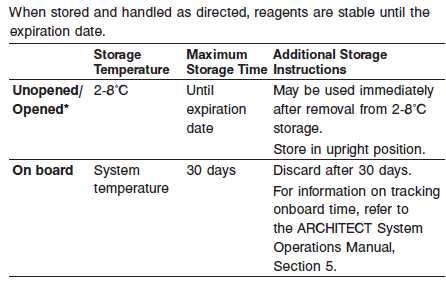 When stored and handled as directed, reagents are stable until the
expiration date.
Storage Maximum Additional Storage
Temperature Storage Time Instructions
Unopened/ 2-8°C Until May be used immediately
Opened* expiration after removal from 2-8°C
date storage.
Store in upright position.
On board System 30 days Discard after 30 days.
temperature For information on tracking
onboard time, refer to
the ARCHITECT System
Operations Manual,
Section 5.